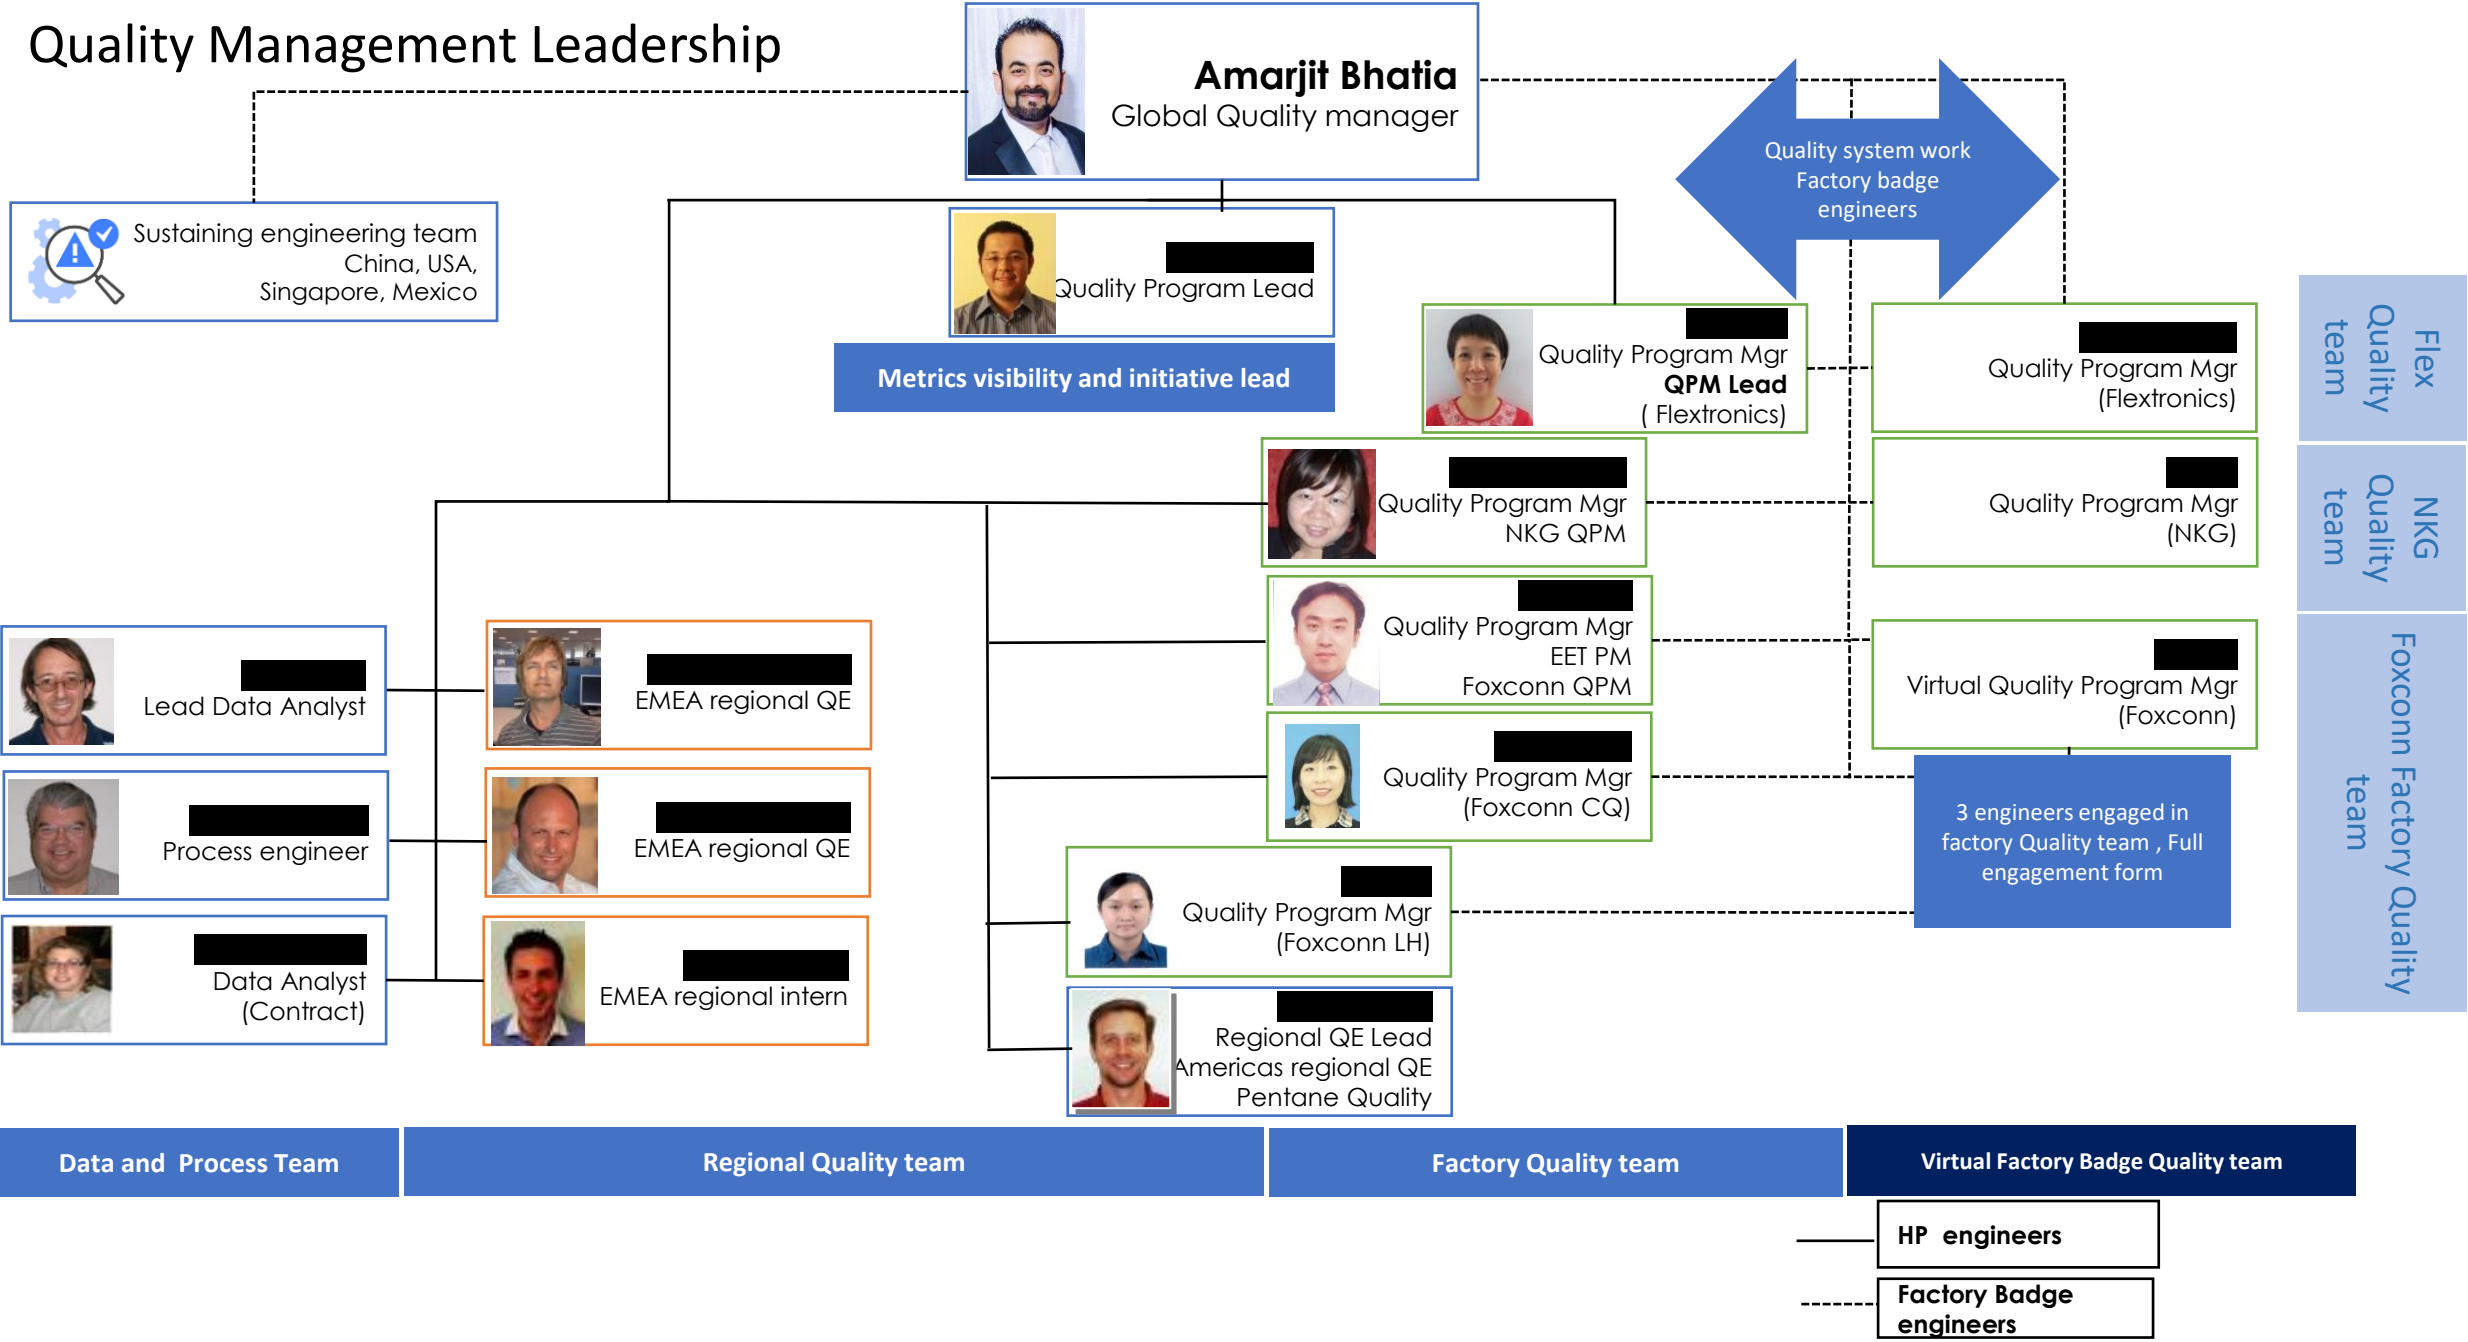 Quality Management Leadership
Amarjit Bhatia
Global Quality manager
Quality system work
Factory badge
engineers
Sustaining engineering team
China, USA,
Singapore, Mexico
Quality Program Lead
Metrics visibility and initiative lead
Quality Program Mgr
QPM Lead
( Flextronics)
Quality Program Mgr
(Flextronics)
Flex
Quality
team
Quality Program Mgr
NKG QPM
Quality Program Mgr
(NKG)
NKG
Quality
team
Quality Program Mgr
EET PM
Foxconn QPM
Virtual Quality Program Mgr
(Foxconn)
Foxconn Factory Quality
team
Lead Data Analyst
EMEA regional QE
Quality Program Mgr
(Foxconn CQ)
3 engineers engaged in
factory Quality team , Full
engagement form
Process engineer
EMEA regional QE
Quality Program Mgr
(Foxconn LH)
Data Analyst
(Contract)
EMEA regional intern
Regional QE Lead
Americas regional QE
Pentane Quality
Data and  Process Team
Regional Quality team
Factory Quality team
Virtual Factory Badge Quality team
HP  engineers
Factory Badge
engineers